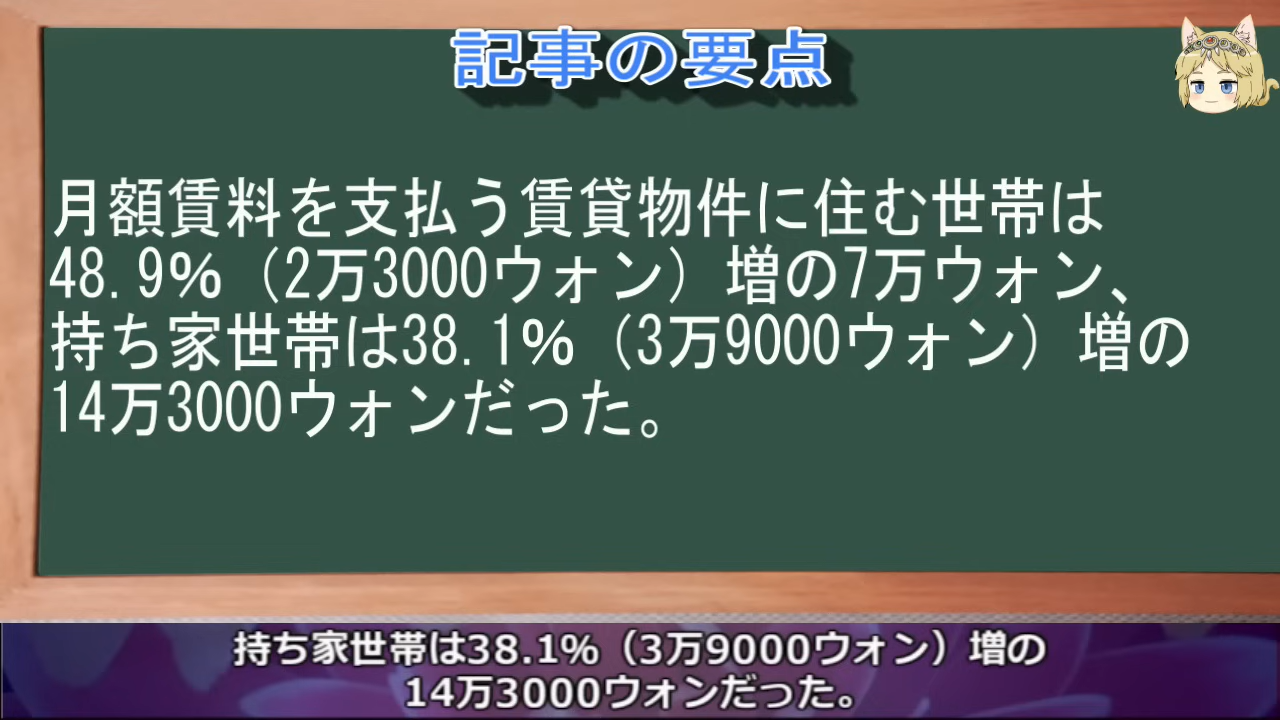 記事の要点
月額賃料を支払う賃貸物件に住む世帯は
48.9%（2万3000ウォン）増の7万ウォン、
持ち家世帯は38.1%（3万9000ウォン）増の
14万3000ウォンだった。
持ち家世帯は38.1%（3万9000ウォン）増の
14万3000ウォンだった。